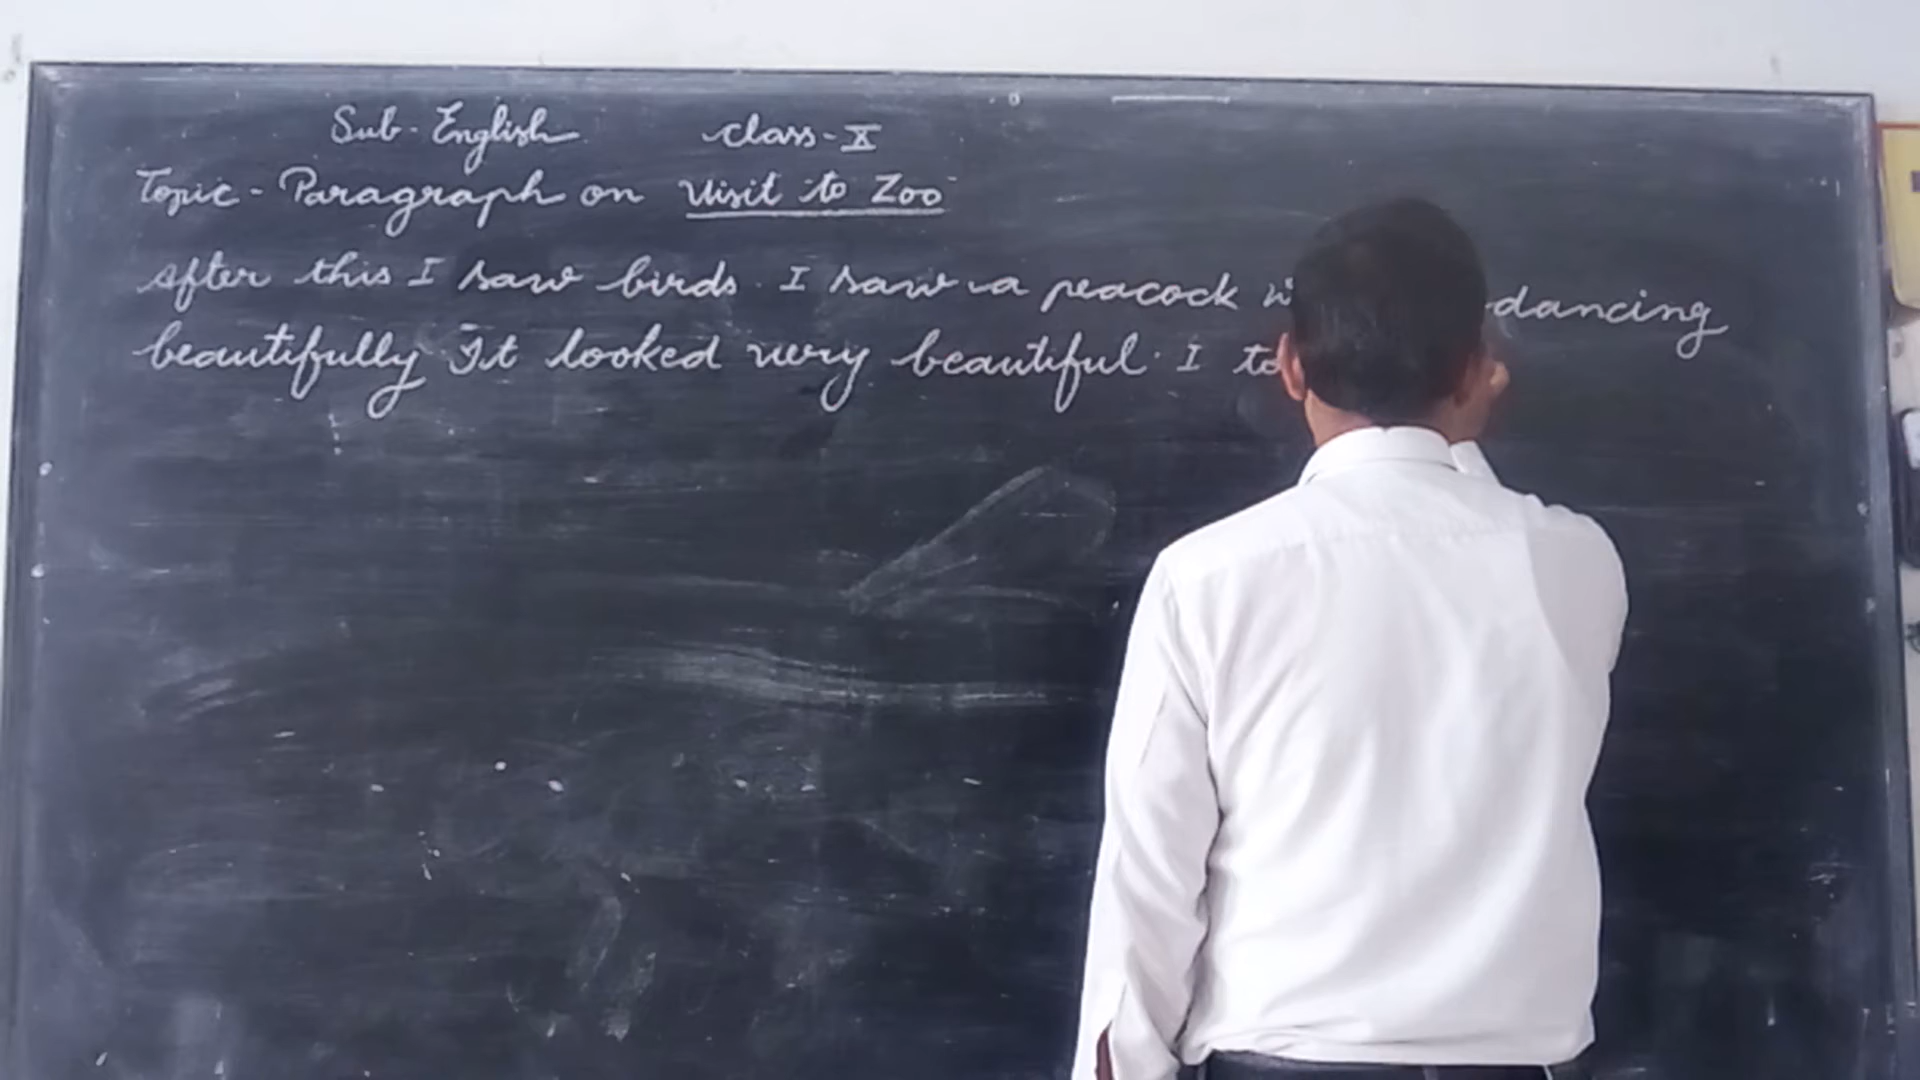 Sub- English class-X
Topic - Paragraph on Visit to Zoo
After this I saw birds. I saw a peacock dancing
beautifully. It looked very beautiful. I